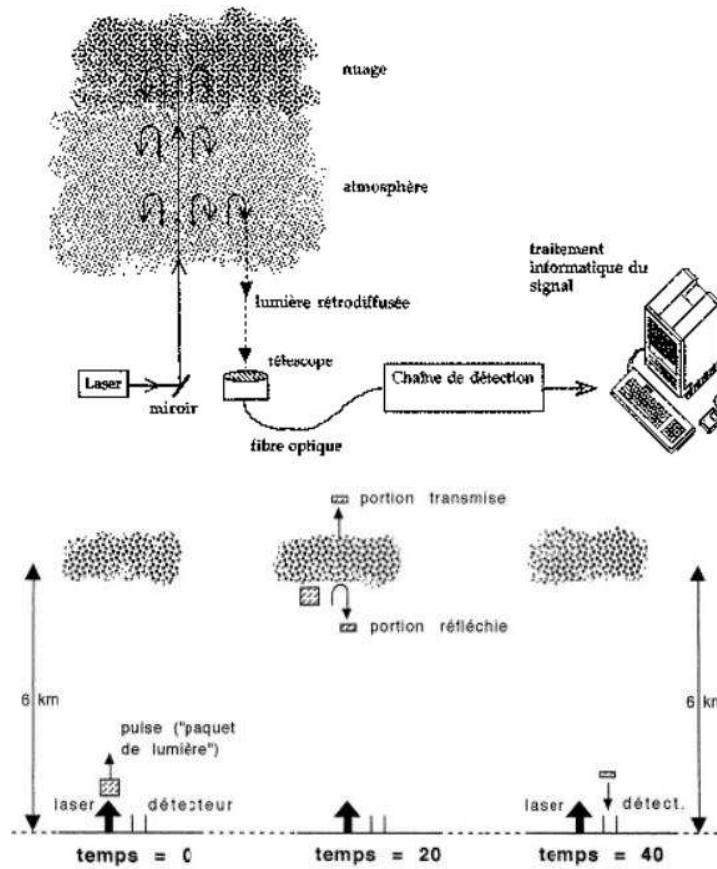 nuage
atmosphère
traitement
informatique du
signal
lumière rétrodiffusée
télescope
Laser
miroir
Chaîne de détection
fibre optique
portion transmise
portion réfléchie
6 km
6 km
pulse ("paquet
de lumière")
laser
détecteur
laser
détect.
temps = 0
temps = 20
temps = 40